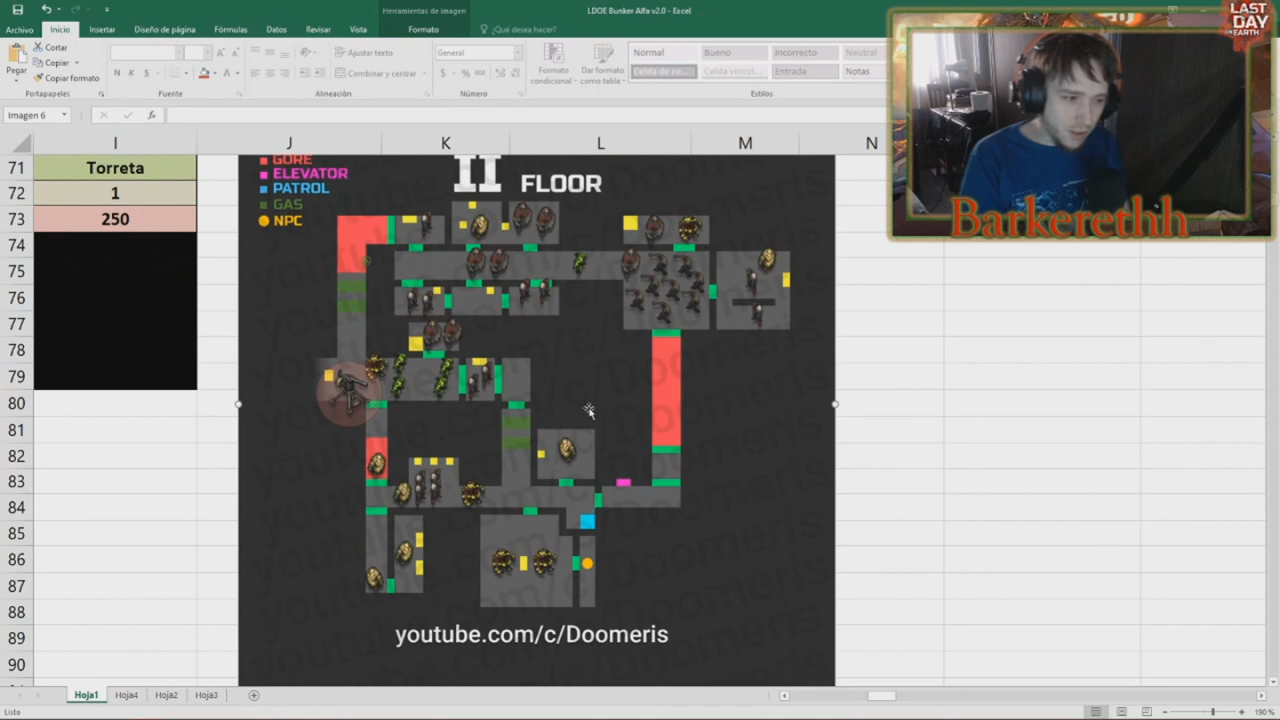 Herramientas de imagen
LDOE Bunker Alfa v2.0 - Excel
Archivo
Inicio
Insertar
Diseño de página
Fórmulas
Datos
Revisar
Vista
Formato
¿Qué desea hacer?
Pegar
Cortar
Copiar
Copiar formato
Portapapeles
N K S
Fuente
Ajustar texto
Combinar y centrar
Alineación
General
Número
Formato condicional
Dar formato como tabla
Normal
Bueno
Incorrecto
Neutral
Celda de co...
Celda vincul...
Entrada
Notas
Estilos
LAST DAY ON EARTH
Barkerethh
Imagen 6
fx
I J K L M N
71 Torreta
72 1
73 250
74
75
76
77
78
79
80
81
82
83
84
85
86
87
88
89
90
GORE
ELEVATOR
PATROL
GAS
NPC
II FLOOR
youtube.com/c/Doomeris
Hoja1
Hoja4
Hoja2
Hoja3
Listo
190 %